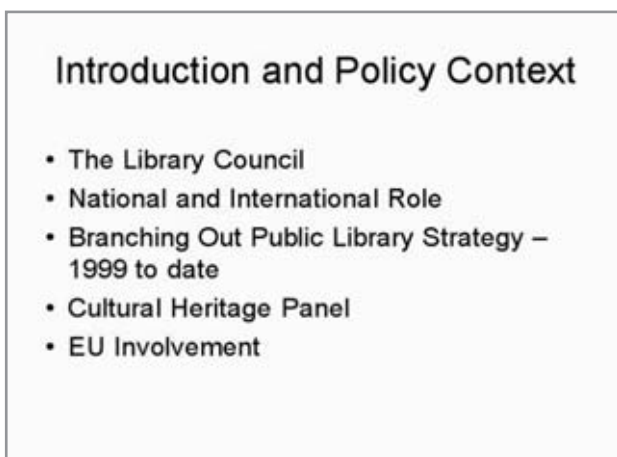 Introduction and Policy Context
• The Library Council
• National and International Role
• Branching Out Public Library Strategy –
1999 to date
• Cultural Heritage Panel
• EU Involvement